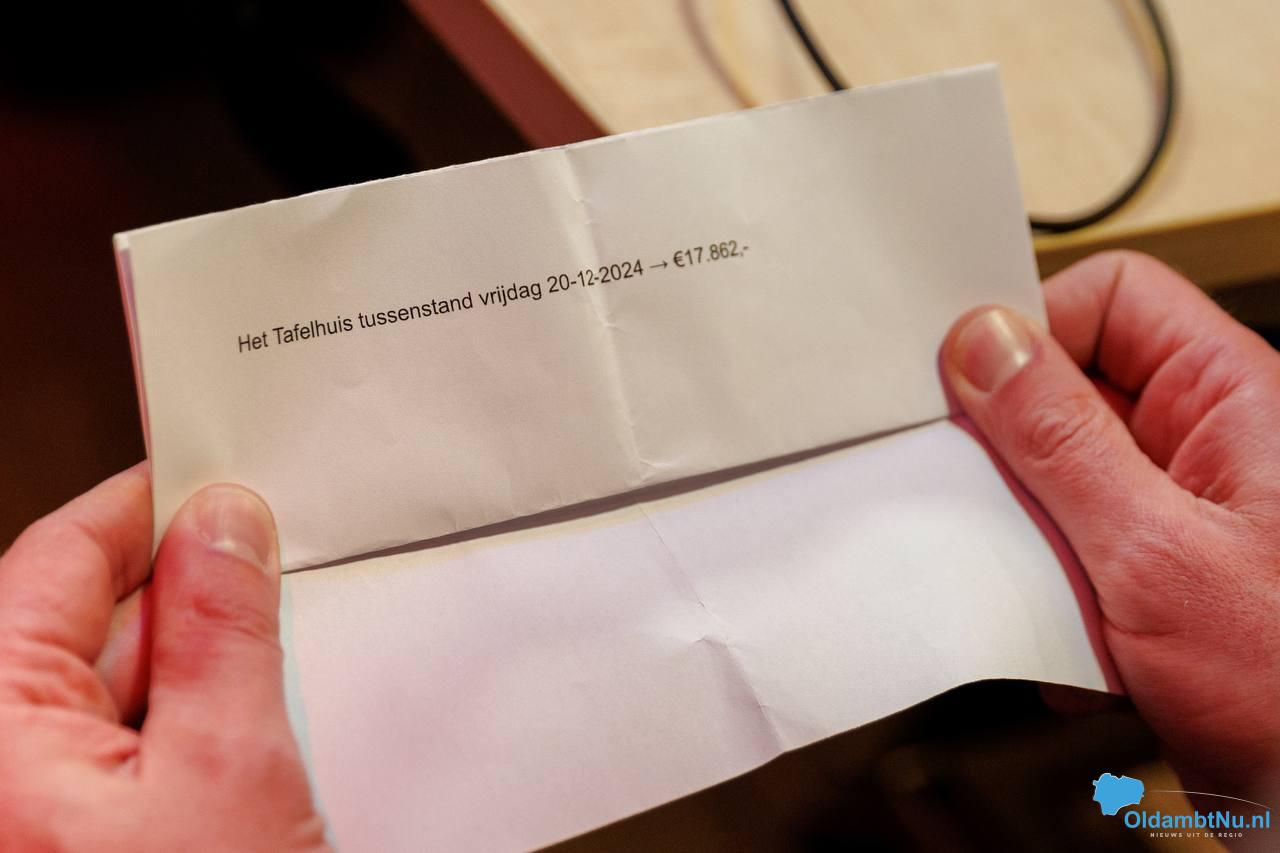 Het Tafelhuis tussenstand vrijdag 20-12-2024 → €17.862,-
OldambtNu.nl
NIEUWS UIT DE REGIO